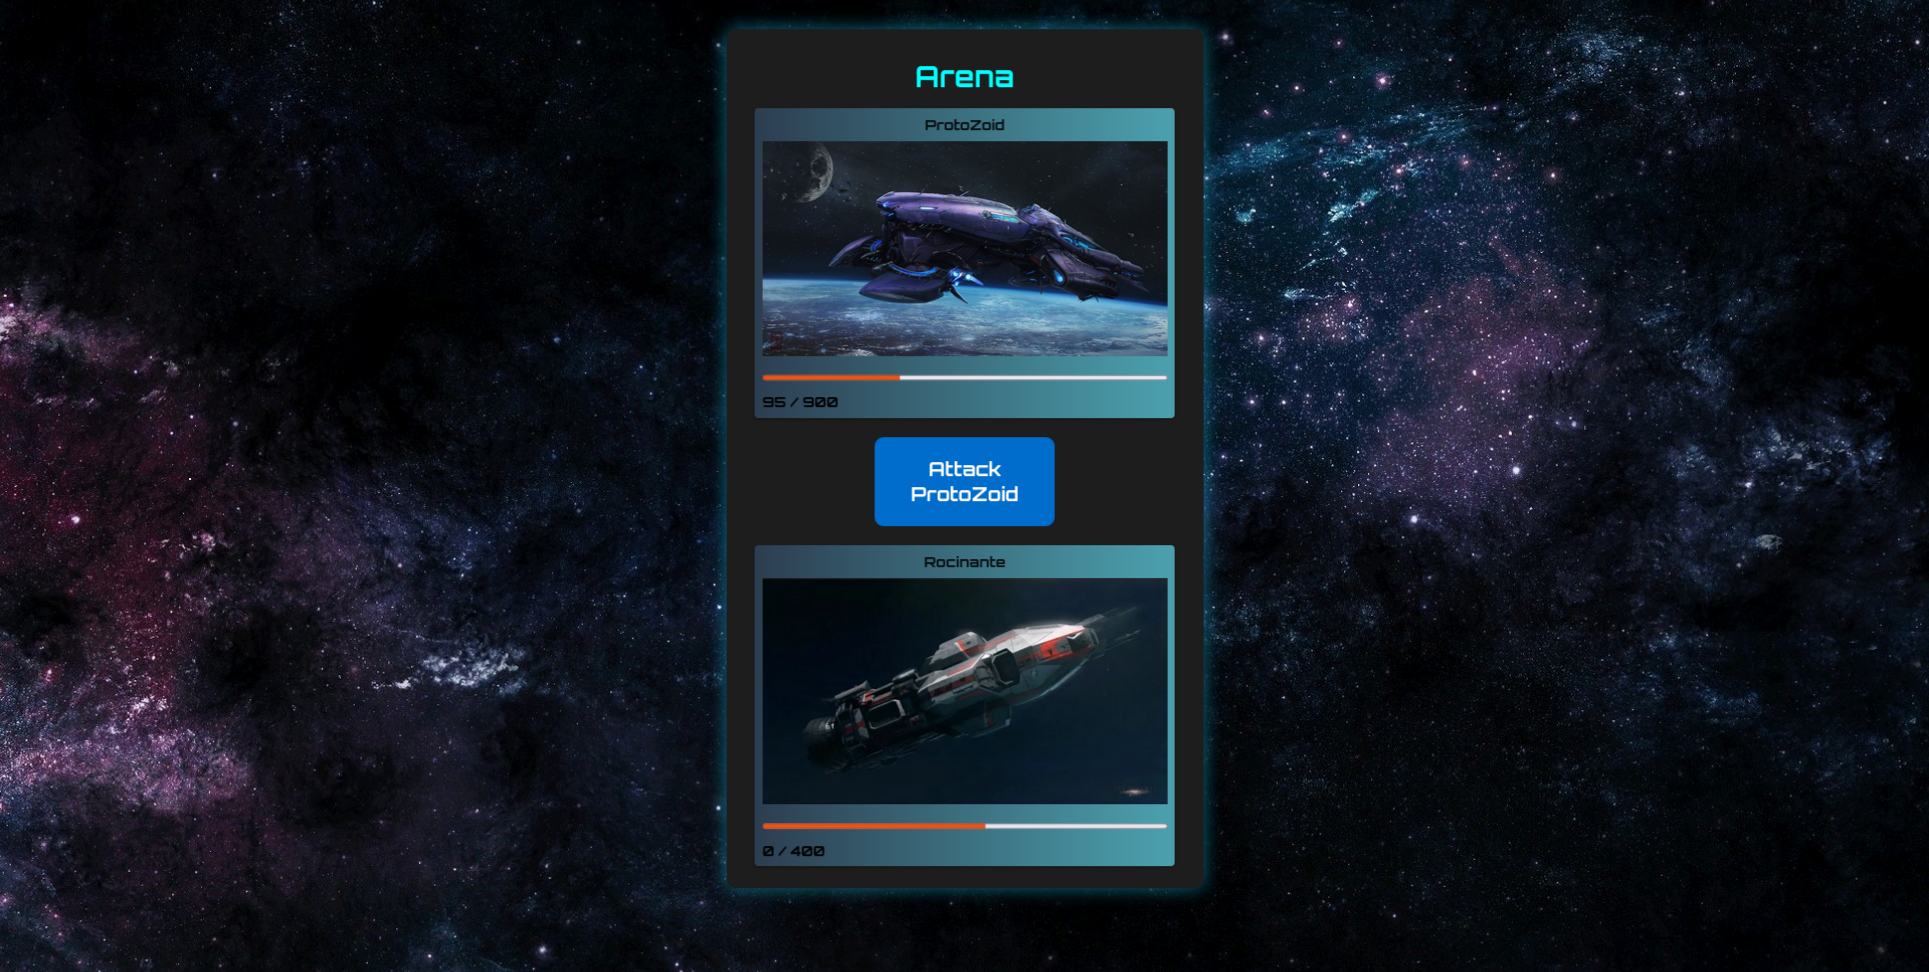 Arena
ProtoZoid
95 / 900
Attack
ProtoZoid
Rocinante
0 / 400